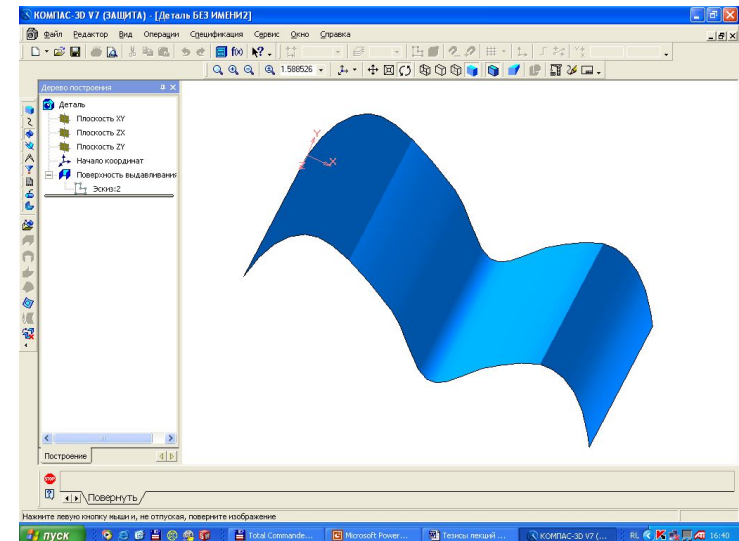 КОМПАС-3D V7 (ЗАЩИТА) - [Деталь БЕЗ ИМЕНИ2]
Файл Редактор Вид Операции Спецификация Сервис Окно Справка
f(x)
1.588526
Дерево построения
Деталь
Плоскость XY
Плоскость ZX
Плоскость ZY
Начало координат
Поверхность выдавливания
Эскиз:2
Y
X
Z
Построение
STOP
Повернуть
Нажмите левую кнопку мыши и, не отпуская, поверните изображение
пуск Total Commande... Microsoft Power... Тезисы лекций ... КОМПАС-3D V7 (... RL 16:40